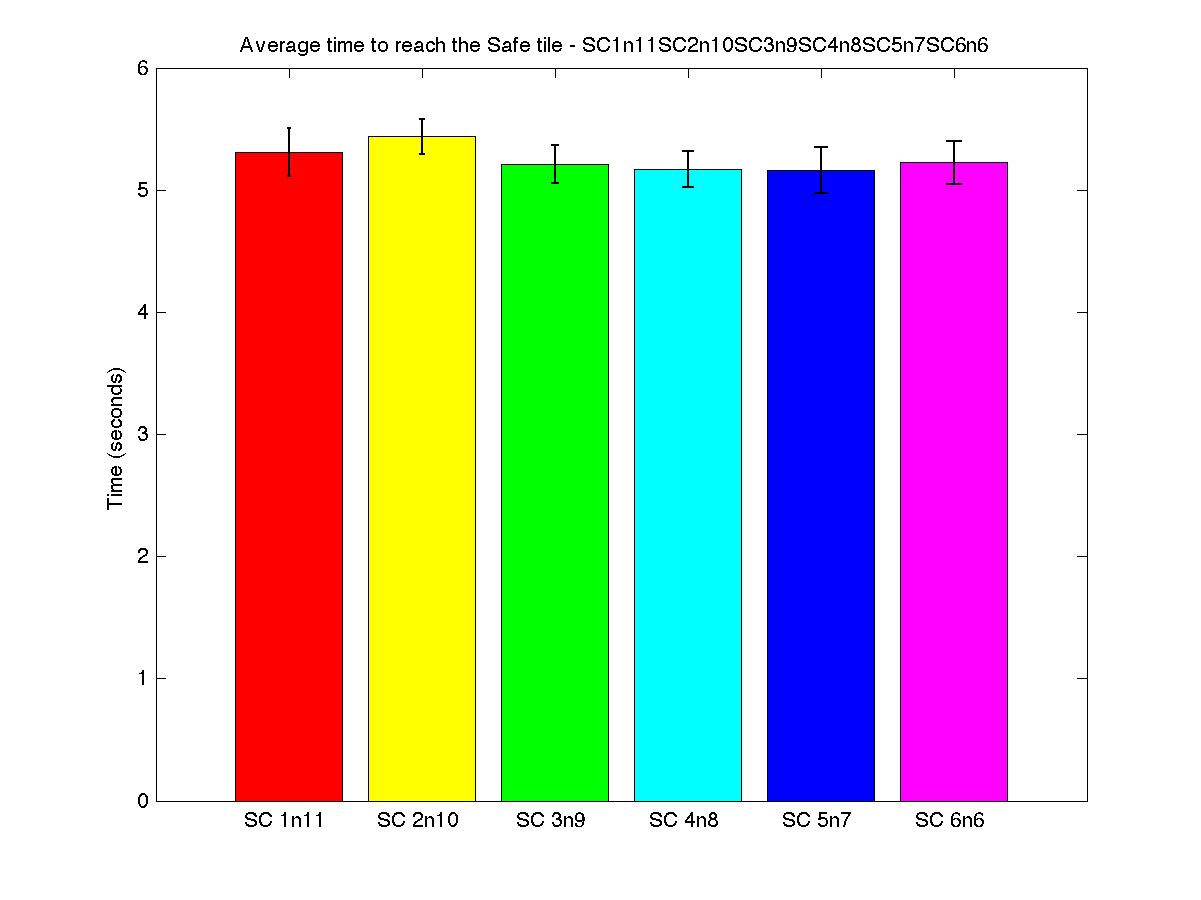 Average time to reach the Safe tile - SC1n11SC2n10SC3n9SC4n8SC5n7SC6n6
6
5
4
3
2
1
0
Time (seconds)
SC 1n11 SC 2n10 SC 3n9 SC 4n8 SC 5n7 SC 6n6